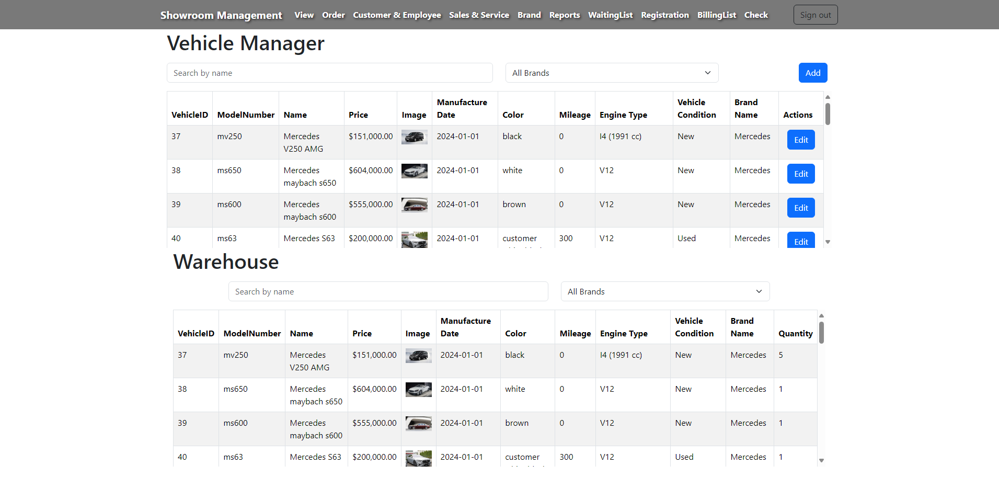 Showroom Management View Order Customer & Employee Sales & Service Brand Reports WaitingList Registration BillingList Check Sign out
Vehicle Manager
Search by name All Brands Add
VehicleID ModelNumber Name Price Image Manufacture Date Color Mileage Engine Type Vehicle Condition Brand Name Actions
37 mv250 Mercedes V250 AMG $151,000.00 2024-01-01 black 0 I4 (1991 cc) New Mercedes Edit
38 ms650 Mercedes maybach s650 $604,000.00 2024-01-01 white 0 V12 New Mercedes Edit
39 ms600 Mercedes maybach s600 $555,000.00 2024-01-01 brown 0 V12 New Mercedes Edit
40 ms63 Mercedes S63 $200,000.00 2024-01-01 customer 300 V12 Used Mercedes Edit
Warehouse
Search by name All Brands
VehicleID ModelNumber Name Price Image Manufacture Date Color Mileage Engine Type Vehicle Condition Brand Name Quantity
37 mv250 Mercedes V250 AMG $151,000.00 2024-01-01 black 0 I4 (1991 cc) New Mercedes 5
38 ms650 Mercedes maybach s650 $604,000.00 2024-01-01 white 0 V12 New Mercedes 1
39 ms600 Mercedes maybach s600 $555,000.00 2024-01-01 brown 0 V12 New Mercedes 1
40 ms63 Mercedes S63 $200,000.00 2024-01-01 customer 300 V12 Used Mercedes 1